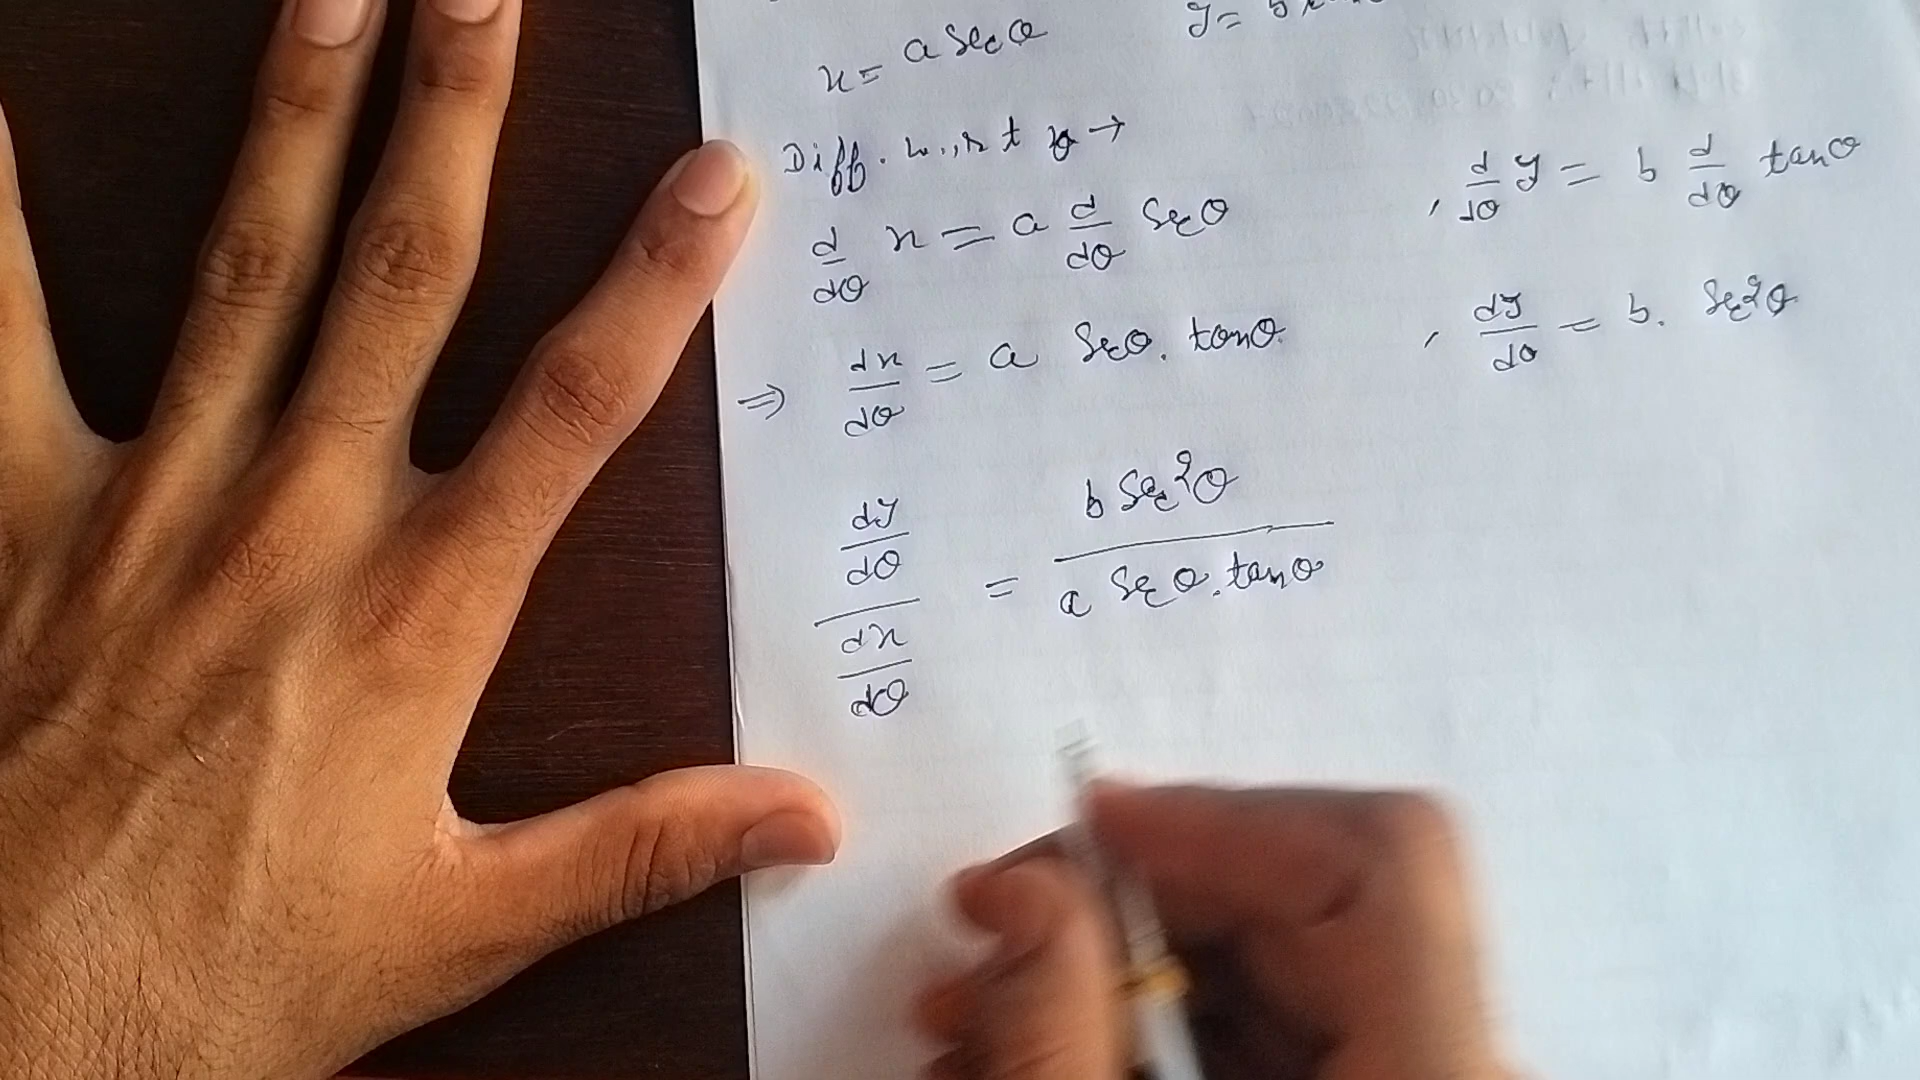 x = a secθ y =
Diff. w.r.t θ →
d/dθ x = a d/dθ secθ , d/dθ y = b d/dθ tanθ
⇒ dx/dθ = a secθ. tanθ , dy/dθ = b. sec²θ
dy/dθ / dx/dθ = b sec²θ / a secθ.tanθ